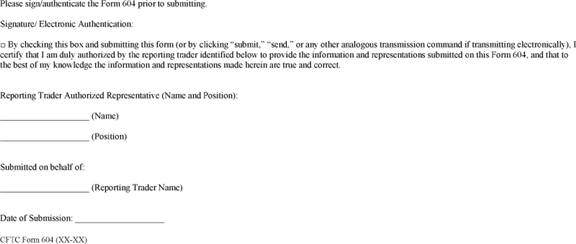 Please sign/authenticate the Form 604 prior to submitting.
Signature/ Electronic Authentication:
□ By checking this box and submitting this form (or by clicking “submit,” “send,” or any other analogous transmission command if transmitting electronically), I
certify that I am duly authorized by the reporting trader identified below to provide the information and representations submitted on this Form 604, and that to
the best of my knowledge the information and representations made herein are true and correct.
Reporting Trader Authorized Representative (Name and Position):
____________________ (Name)
____________________ (Position)
Submitted on behalf of:
____________________ (Reporting Trader Name)
Date of Submission: ____________________
CFTC Form 604 (XX-XX)